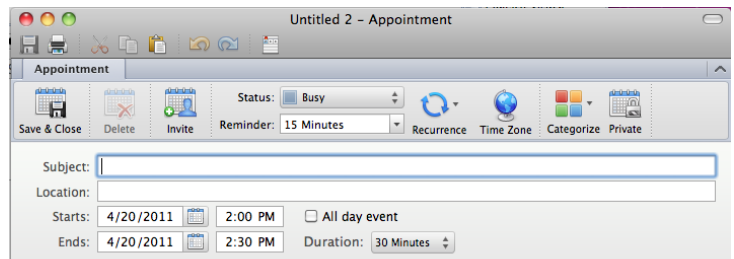 Untitled 2 – Appointment
Appointment
Status: Busy
Reminder: 15 Minutes
Save & Close Delete Invite Recurrence Time Zone Categorize Private
Subject:
Location:
Starts: 4/20/2011 2:00 PM All day event
Ends: 4/20/2011 2:30 PM Duration: 30 Minutes